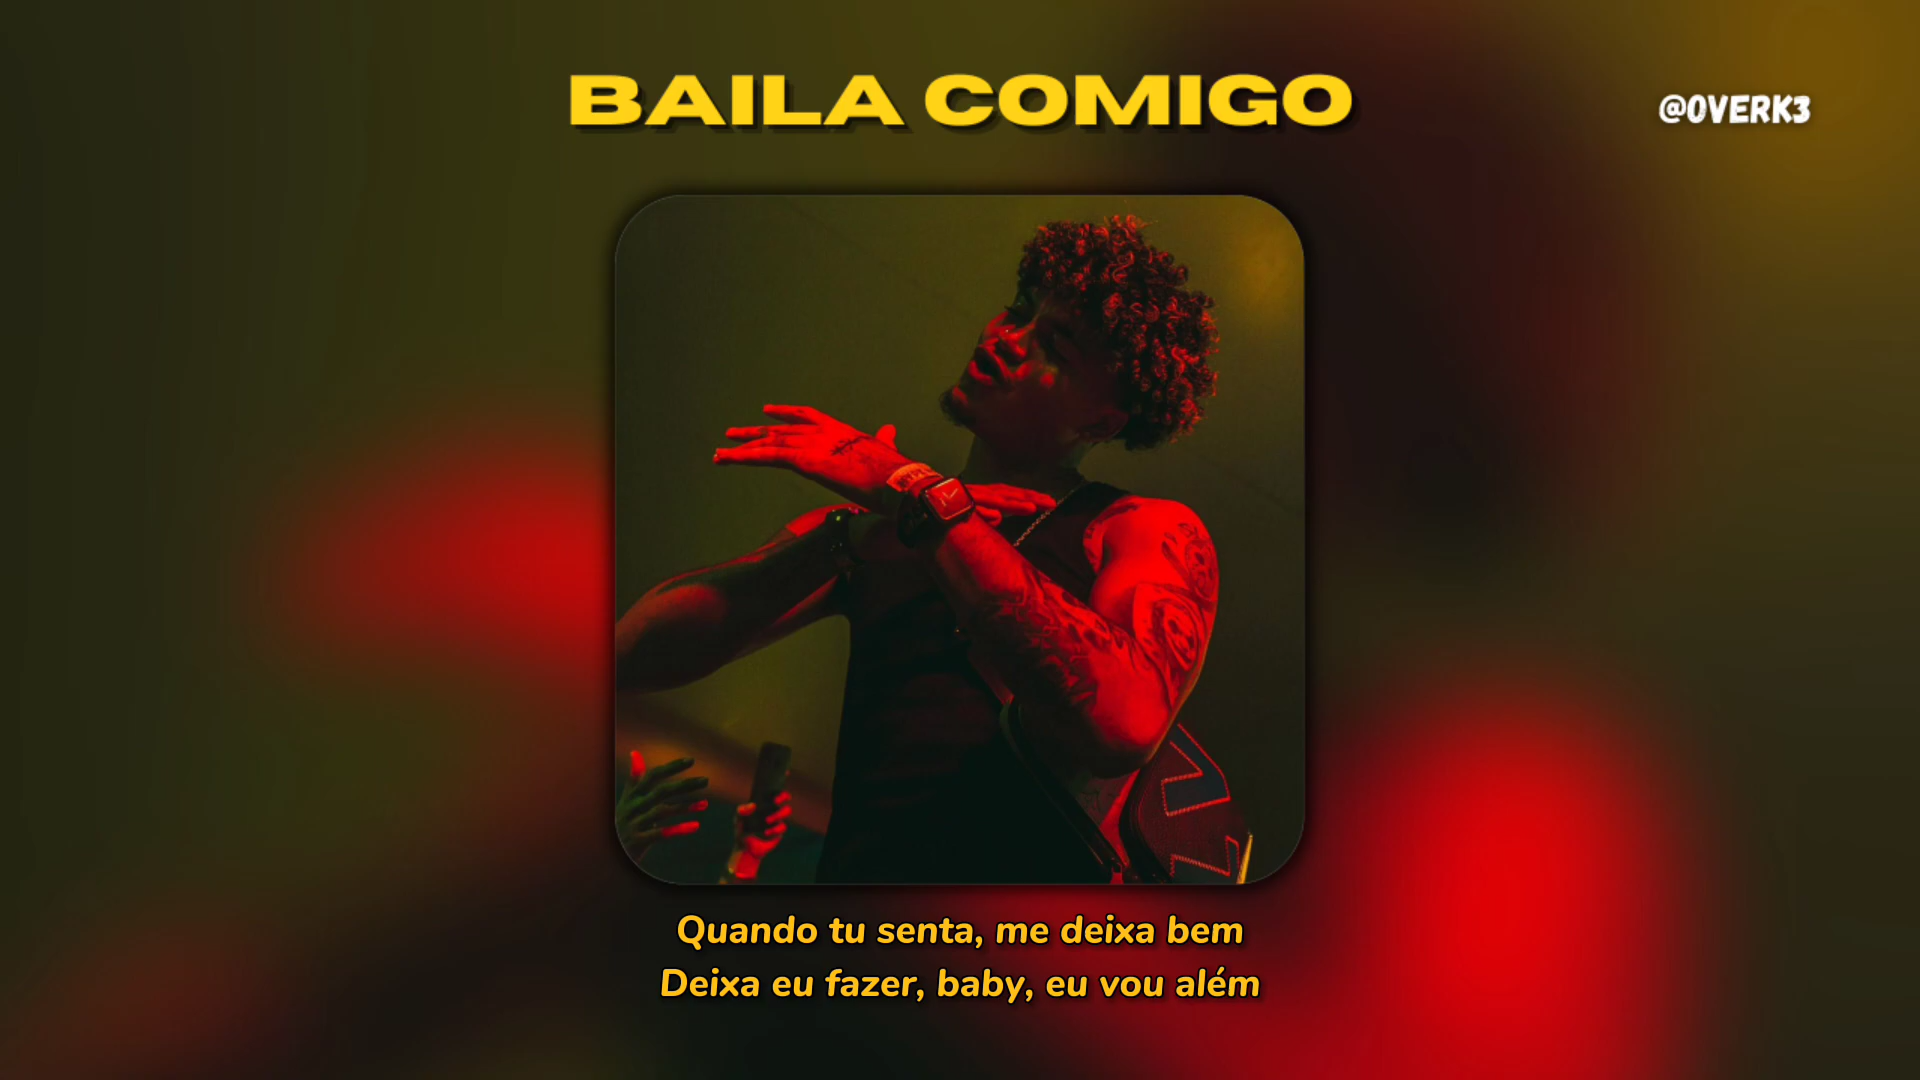 BAILA COMIGO
@0VERK3
Quando tu senta, me deixa bem
Deixa eu fazer, baby, eu vou além